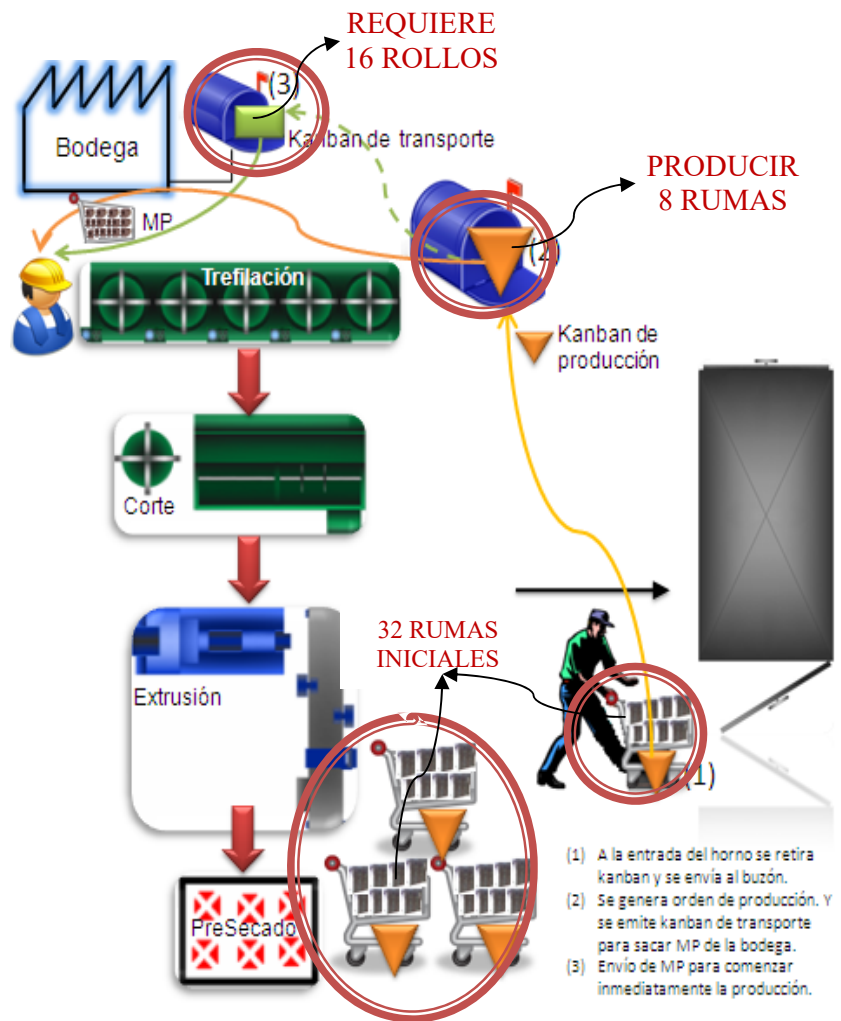 REQUIERE
16 ROLLOS
(3)
Bodega
Kanban de transporte
PRODUCIR
8 RUMAS
MP
(2)
Trefilación
Kanban de
producción
Corte
32 RUMAS
INICIALES
Extrusión
(1)
PreSecado
(1) A la entrada del horno se retira
kanban y se envía al buzón.
(2) Se genera orden de producción. Y
se emite kanban de transporte
para sacar MP de la bodega.
(3) Envío de MP para comenzar
inmediatamente la producción.